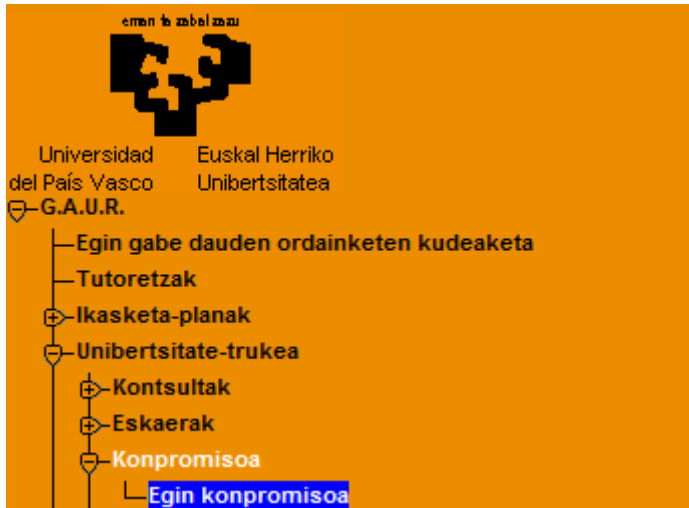 eman ta zabal zazu
Universidad Euskal Herriko
del País Vasco Unibertsitatea
G.A.U.R.
Egin gabe dauden ordainketen kudeaketa
Tutoretzak
Ikasketa-planak
Unibertsitate-trukea
Kontsultak
Eskaerak
Konpromisoa
Egin konpromisoa